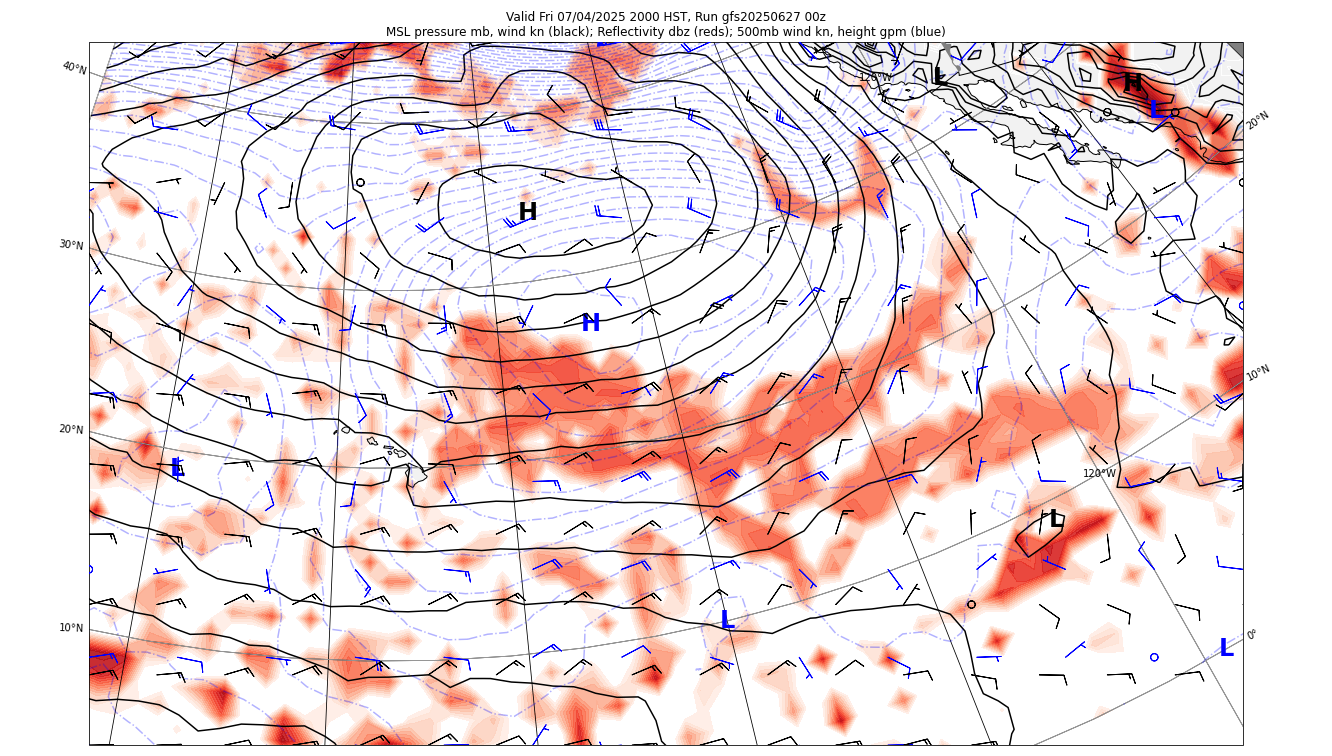 Valid Fri 07/04/2025 2000 HST, Run gfs20250627 00z
MSL pressure mb, wind kn (black); Reflectivity dbz (reds); 500mb wind kn, height gpm (blue)
40°N
120°W
L
H
L
20°N
H
30°N
H
10°N
20°N
L
120°W
L
10°N
L
0°
L